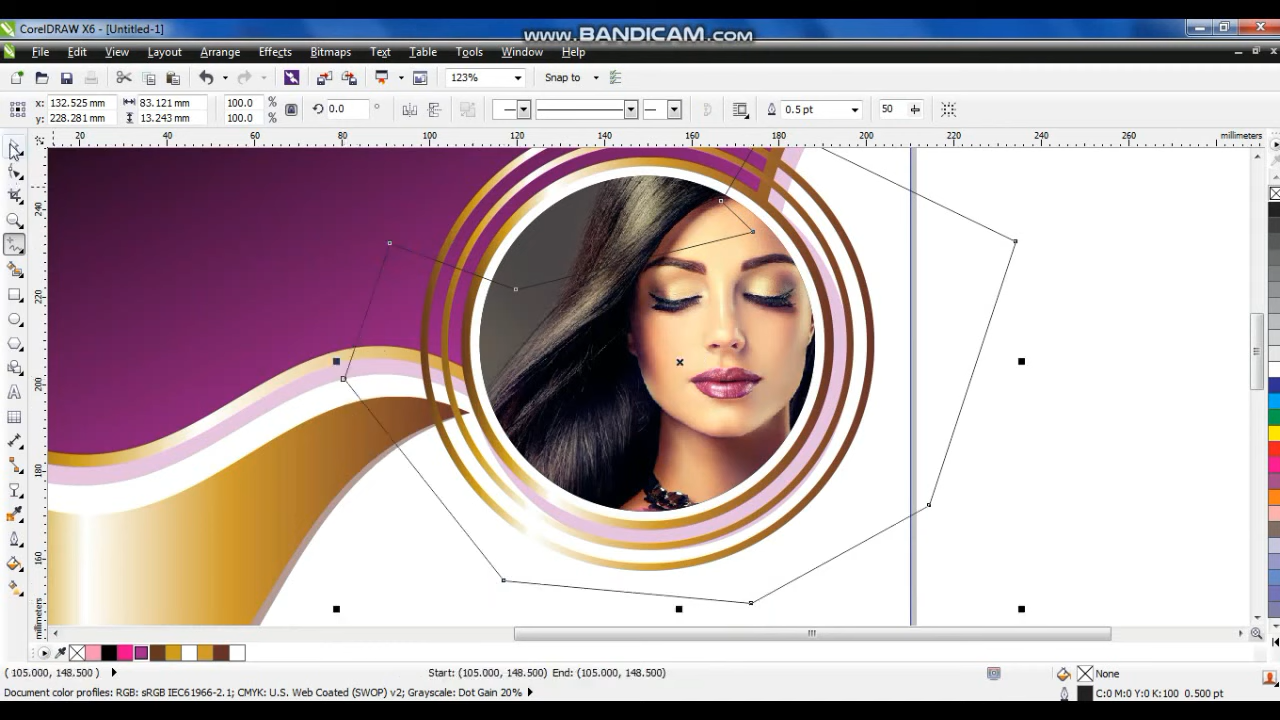 CorelDRAW X6 - [Untitled-1]
www.BANDICAM.com
File Edit View Layout Arrange Effects Bitmaps Text Table Tools Window Help
123% Snap to
x: 132.525 mm 83.121 mm 100.0 % 0.0 ° 0.5 pt 50
y: 228.281 mm 13.243 mm 100.0 %
20 40 60 80 100 120 140 160 180 200 220 240 260 millimeters
240
220
200
180
160
millimeters
( 105.000, 148.500 ) Start: (105.000, 148.500) End: (105.000, 148.500) None
Document color profiles: RGB: sRGB IEC61966-2.1; CMYK: U.S. Web Coated (SWOP) v2; Grayscale: Dot Gain 20% C:0 M:0 Y:0 K:100 0.500 pt